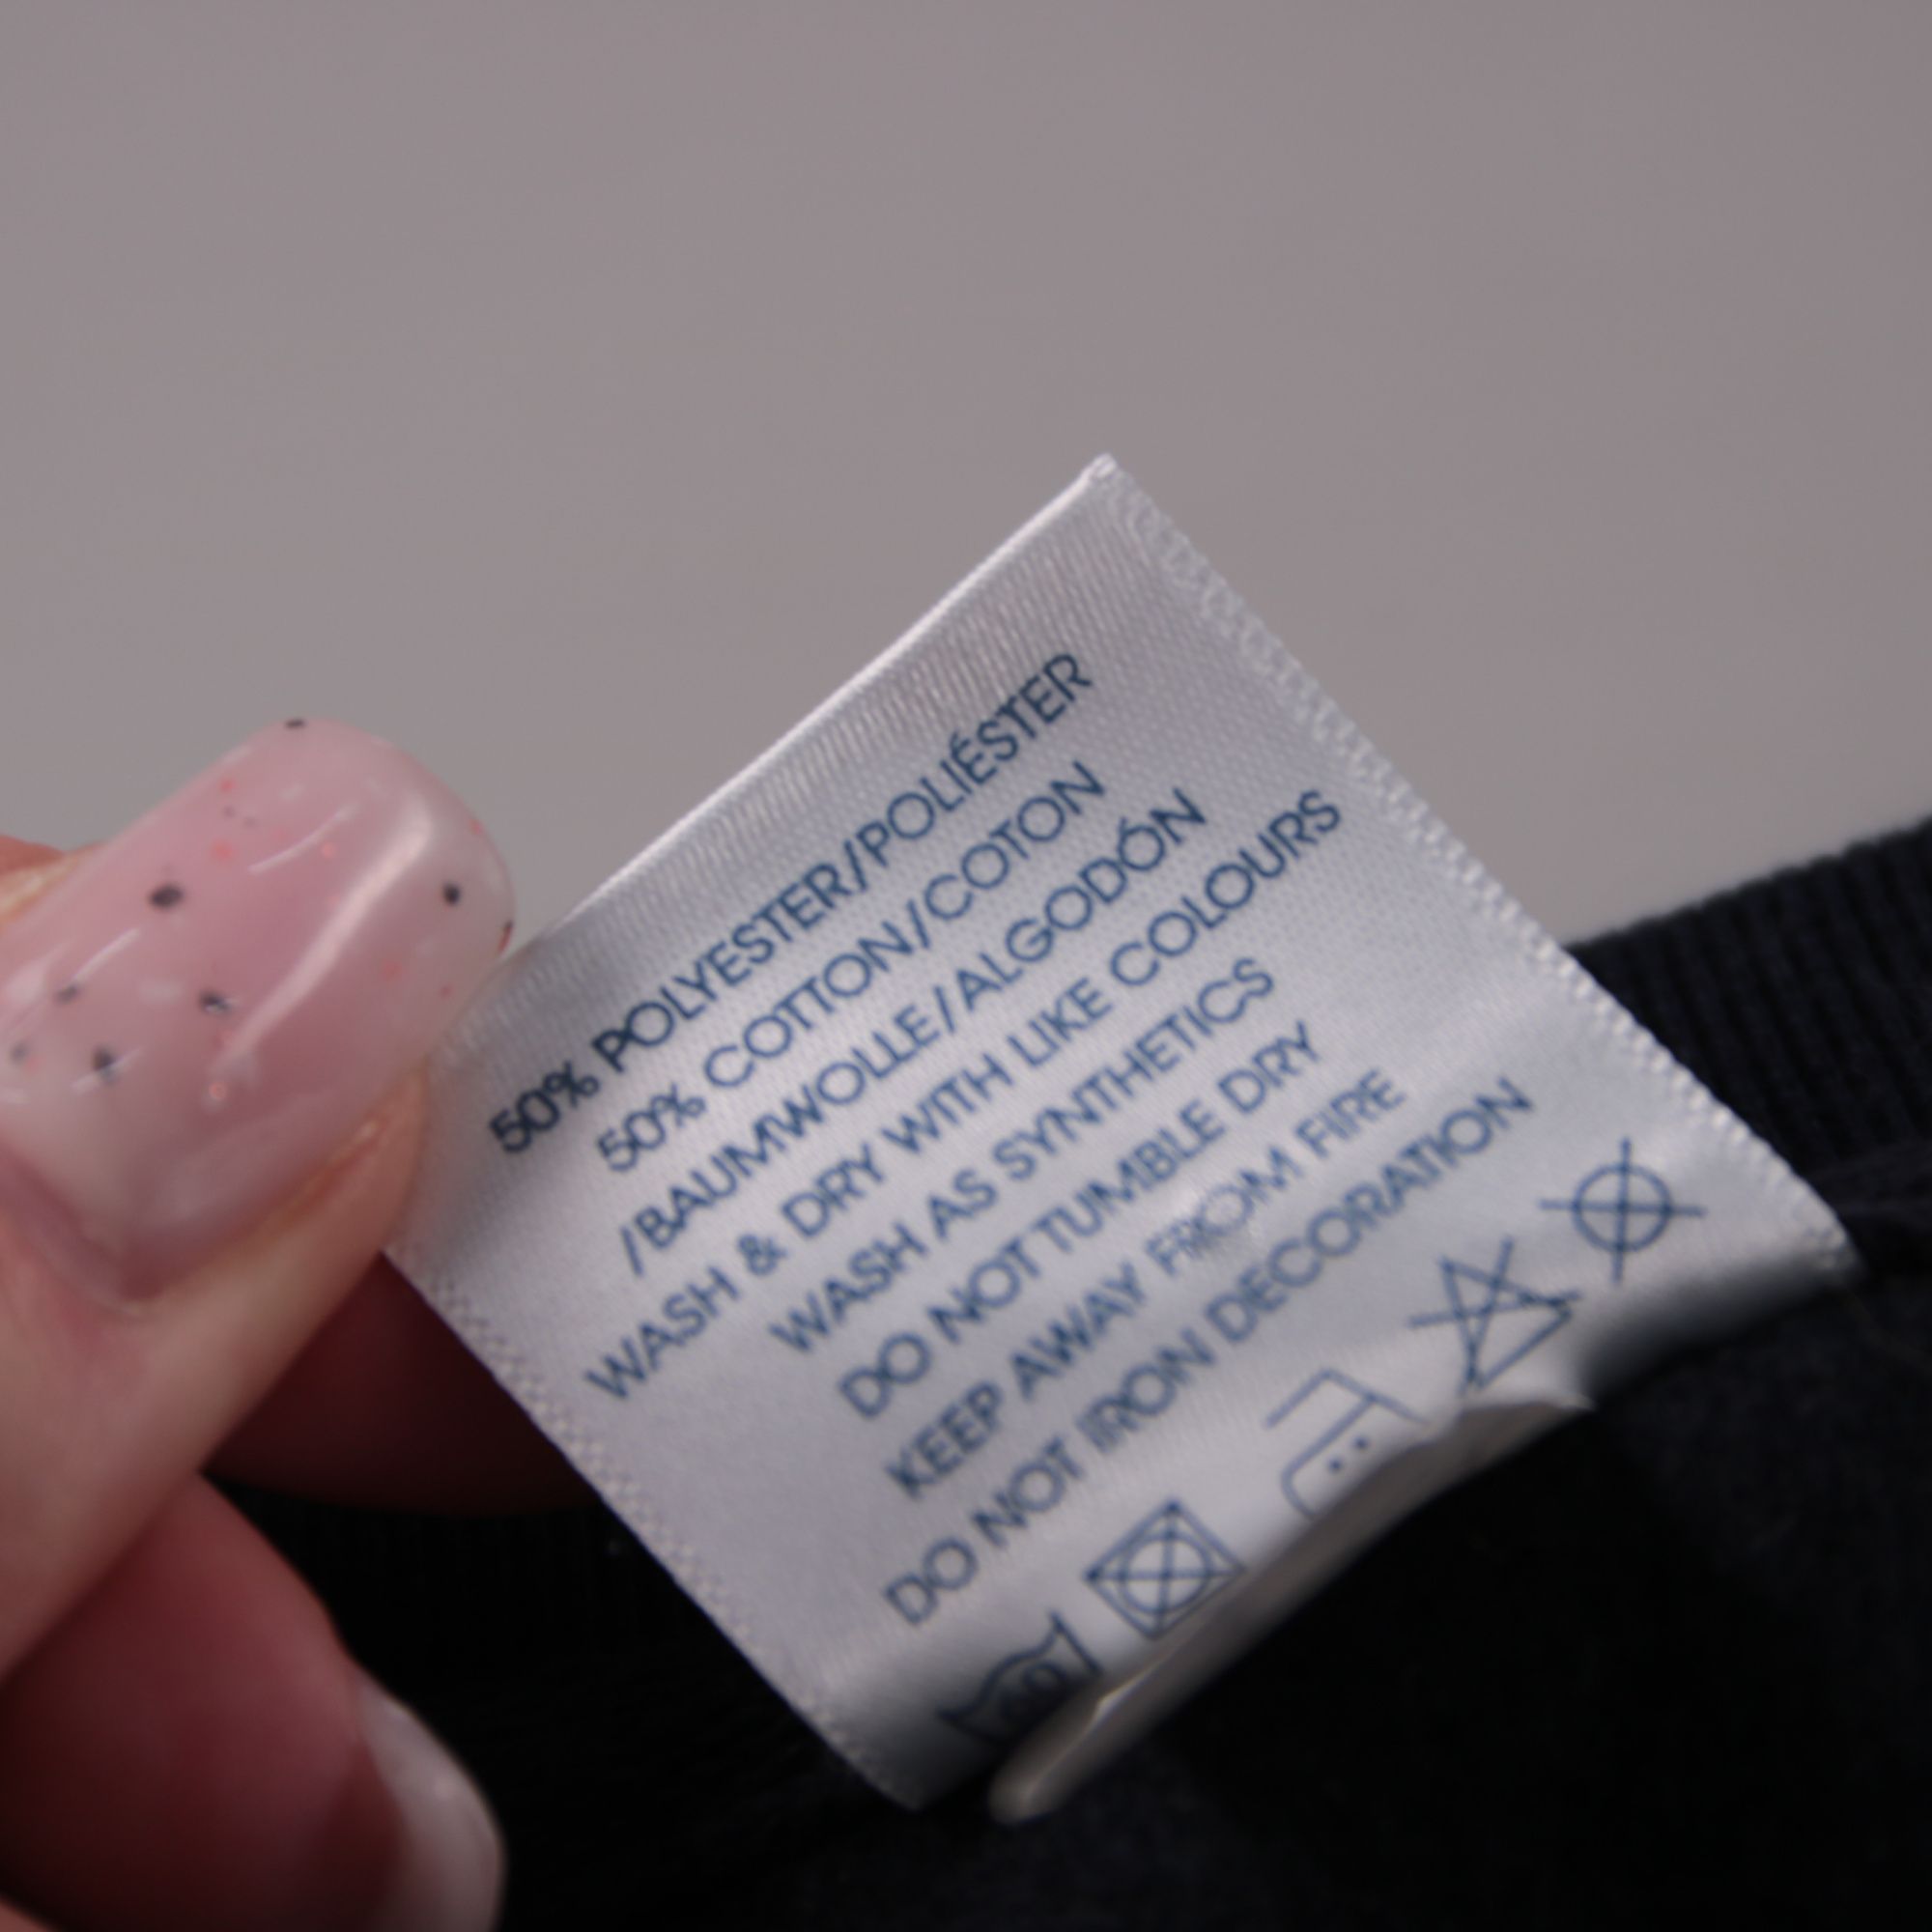 50% POLYESTER/POLIÉSTER
50% COTTON/COTON
/BAUMWOLLE/ALGODÓN
WASH & DRY WITH LIKE COLOURS
WASH AS SYNTHETICS
DO NOT TUMBLE DRY
KEEP AWAY FROM FIRE
DO NOT IRON DECORATION